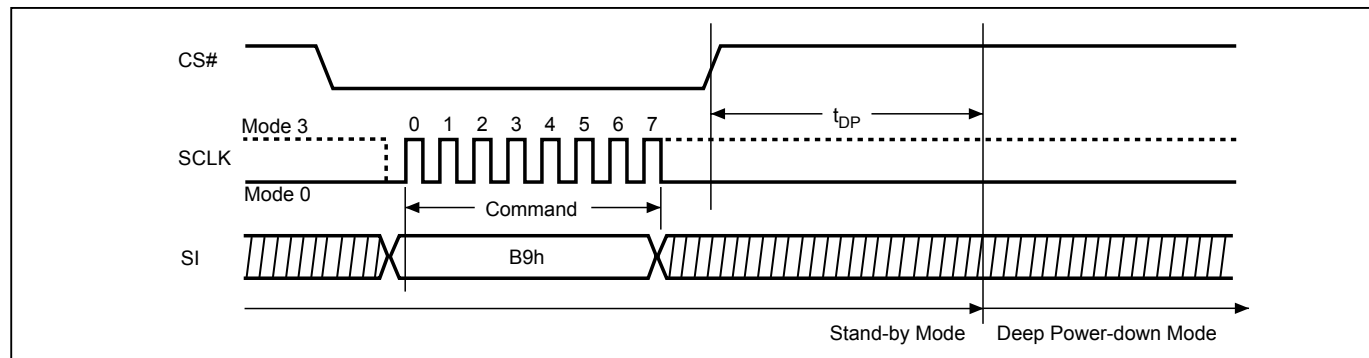 CS#
t_DP
Mode 3
0 1 2 3 4 5 6 7
SCLK
Mode 0
Command
SI
B9h
Stand-by Mode
Deep Power-down Mode